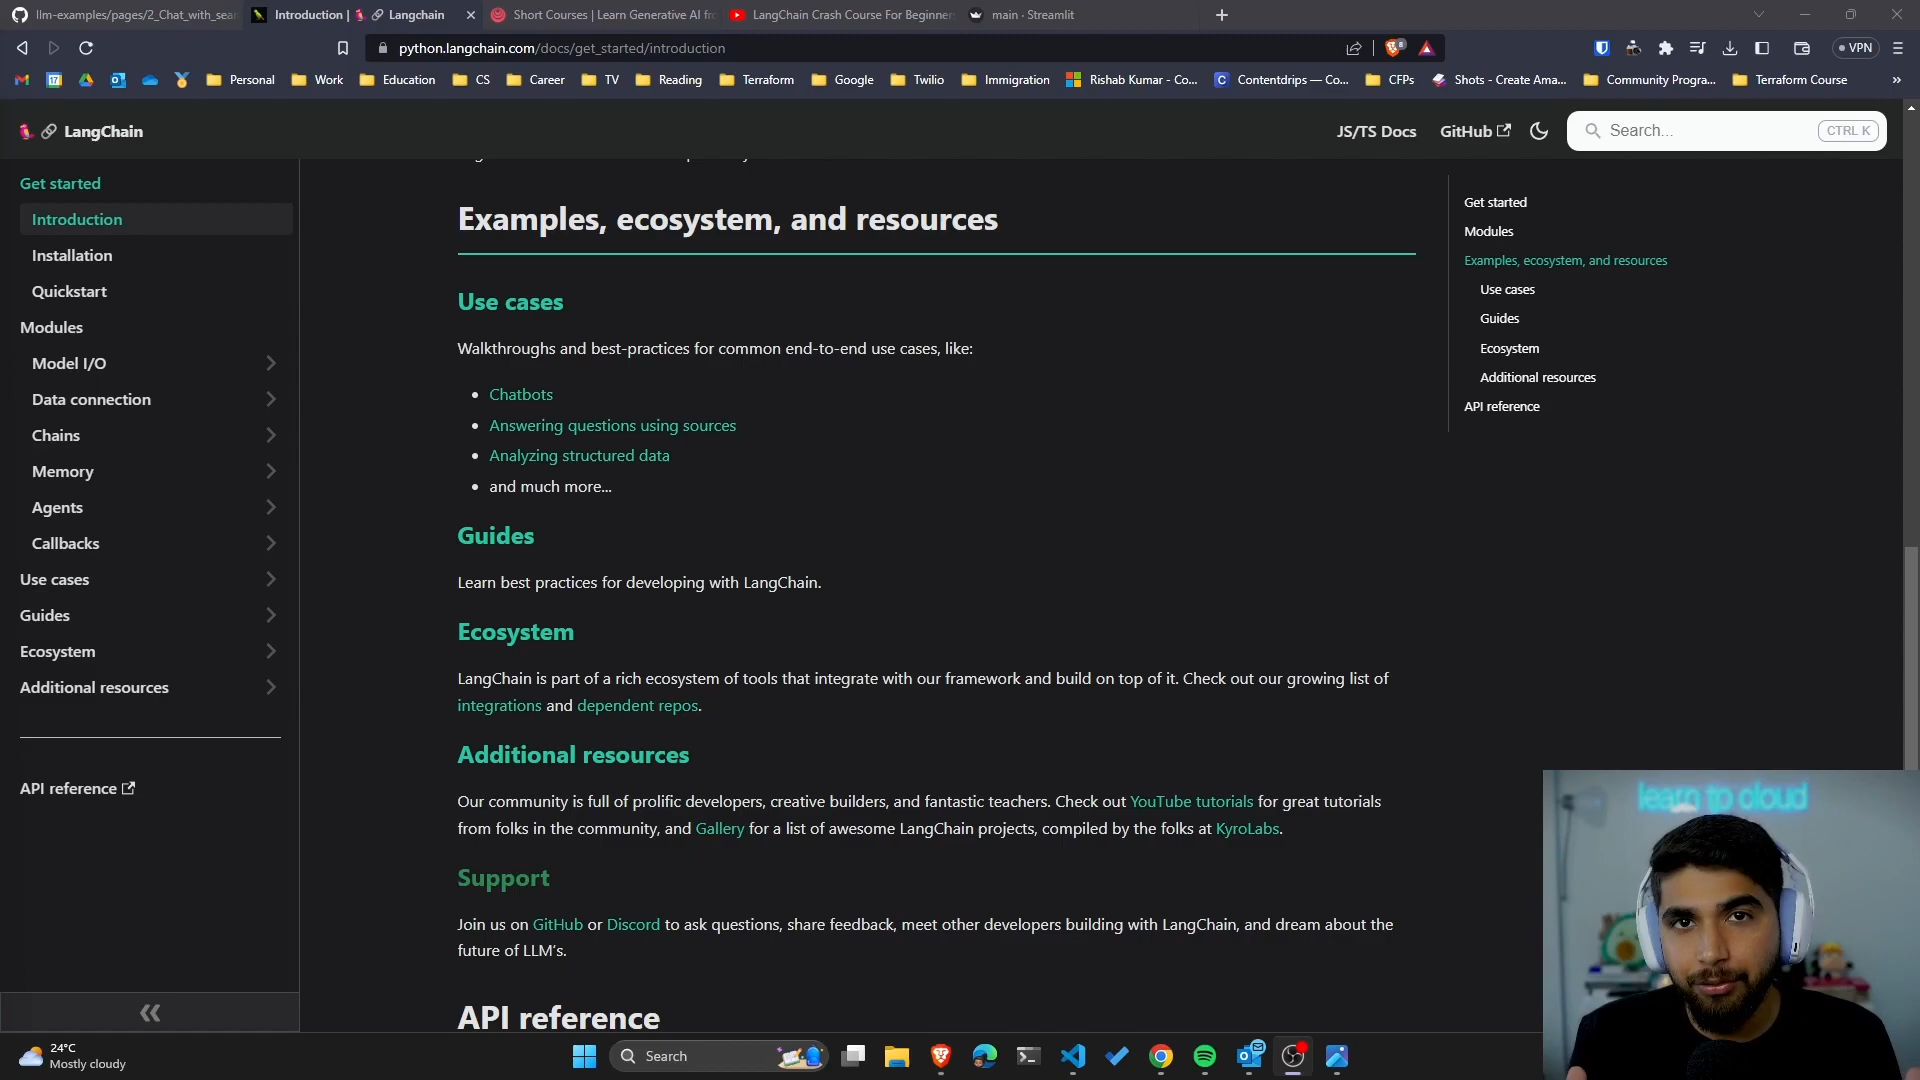 llm-examples/pages/2_Chat_with_sear
Introduction | Langchain
Short Courses | Learn Generative AI fr
LangChain Crash Course For Beginner
main · Streamlit
python.langchain.com/docs/get_started/introduction
VPN
Personal
Work
Education
CS
Career
TV
Reading
Terraform
Google
Twilio
Immigration
Rishab Kumar - Co...
Contentdrips — Co...
CFPs
Shots - Create Ama...
Community Progra...
Terraform Course
LangChain
JS/TS Docs
GitHub
Search...
CTRL K
Get started
Introduction
Installation
Quickstart
Modules
Model I/O
Data connection
Chains
Memory
Agents
Callbacks
Use cases
Guides
Ecosystem
Additional resources
API reference
Examples, ecosystem, and resources
Use cases
Walkthroughs and best-practices for common end-to-end use cases, like:
Chatbots
Answering questions using sources
Analyzing structured data
and much more...
Guides
Learn best practices for developing with LangChain.
Ecosystem
LangChain is part of a rich ecosystem of tools that integrate with our framework and build on top of it. Check out our growing list of
integrations and dependent repos.
Additional resources
Our community is full of prolific developers, creative builders, and fantastic teachers. Check out YouTube tutorials for great tutorials
from folks in the community, and Gallery for a list of awesome LangChain projects, compiled by the folks at KyroLabs.
Support
Join us on GitHub or Discord to ask questions, share feedback, meet other developers building with LangChain, and dream about the
future of LLM's.
API reference
Get started
Modules
Examples, ecosystem, and resources
Use cases
Guides
Ecosystem
Additional resources
API reference
learn to cloud
24°C
Mostly cloudy
Search